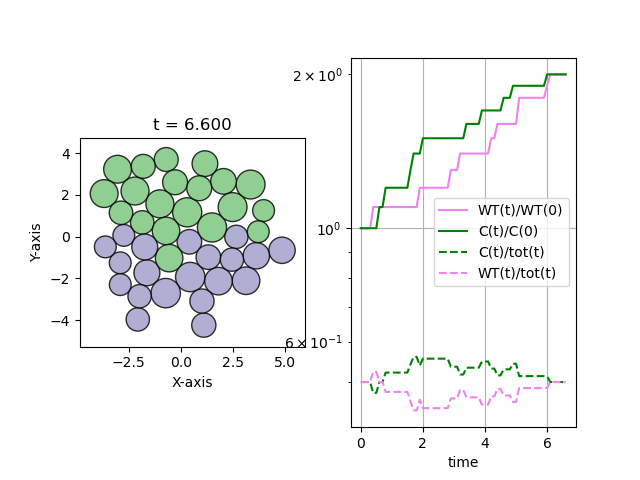 t = 6.600
Y-axis
4
2
0
−2
−4
−2.5 0.0 2.5 5.0
X-axis
2 × 10⁰
10⁰
6 × 10⁻¹
WT(t)/WT(0)
C(t)/C(0)
C(t)/tot(t)
WT(t)/tot(t)
0 2 4 6
time